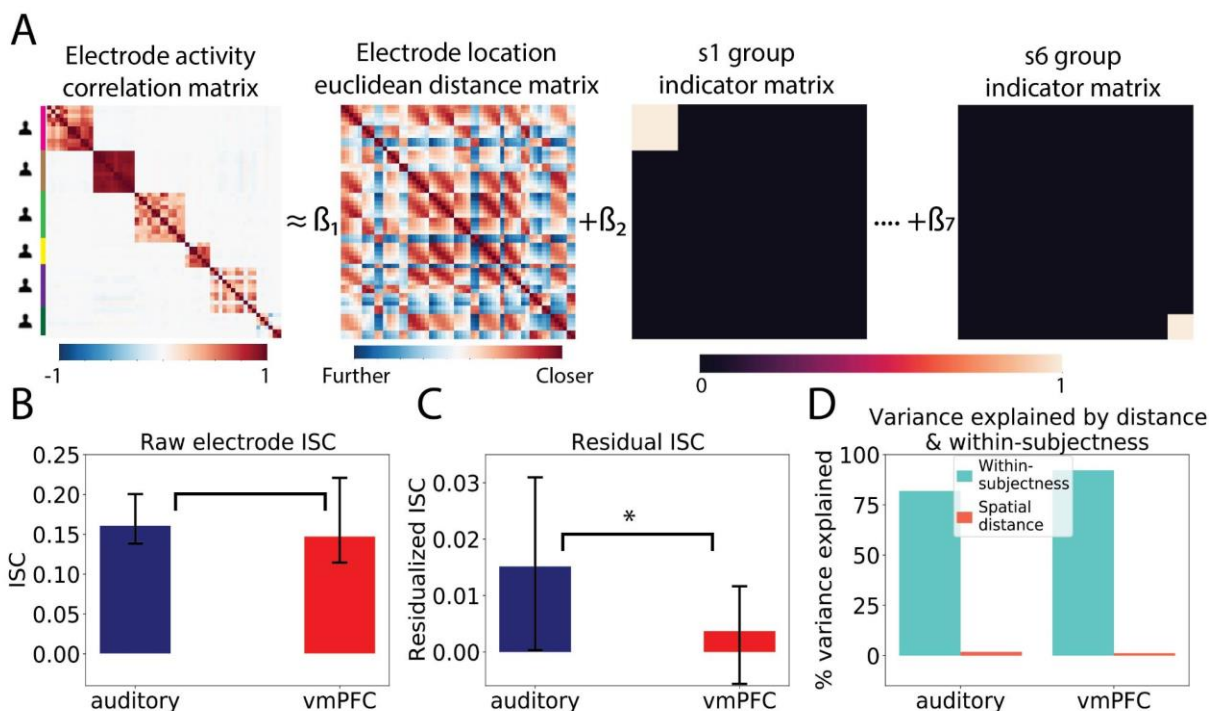 A
Electrode activity
correlation matrix
Electrode location
euclidean distance matrix
s1 group
indicator matrix
s6 group
indicator matrix
≈ ß1
+ß2
.... +ß7
-1 1
Further Closer
0 1
B
Raw electrode ISC
ISC
0.25
0.20
0.15
0.10
0.05
0.00
auditory vmPFC
C
Residual ISC
Residualized ISC
0.03
0.02
0.01
0.00
*
auditory vmPFC
D
Variance explained by distance
& within-subjectness
% variance explained
100
75
50
25
0
Within-
subjectness
Spatial
distance
auditory vmPFC